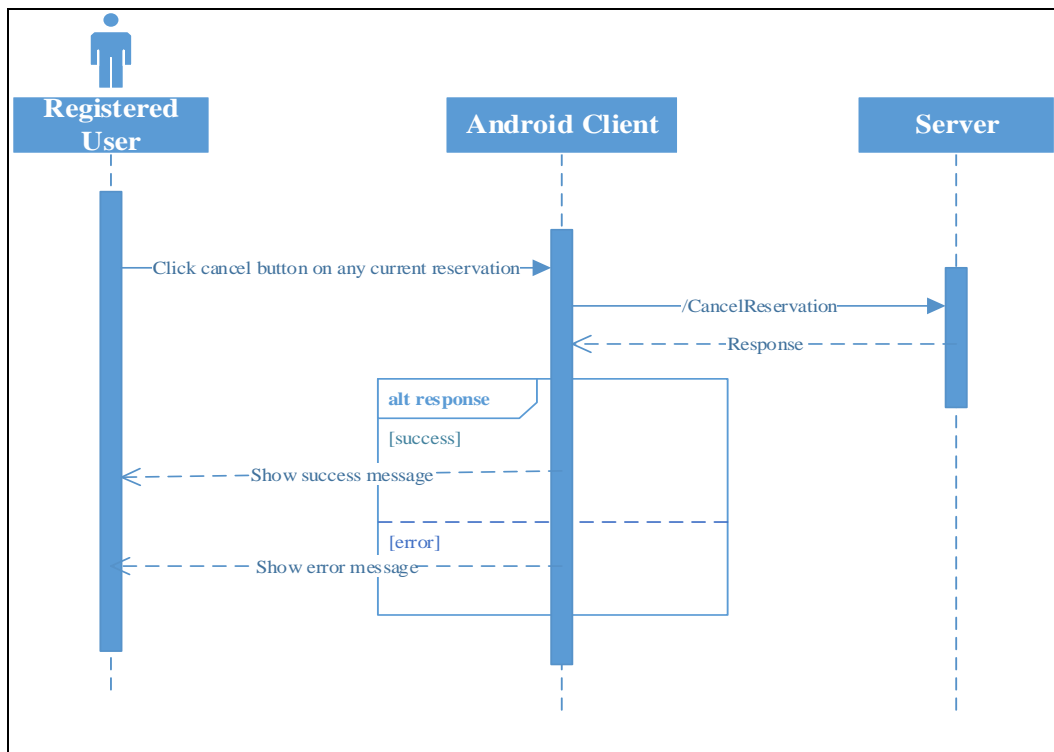 Registered
User
Android Client
Server
Click cancel button on any current reservation
/CancelReservation
Response
alt response
[success]
Show success message
[error]
Show error message